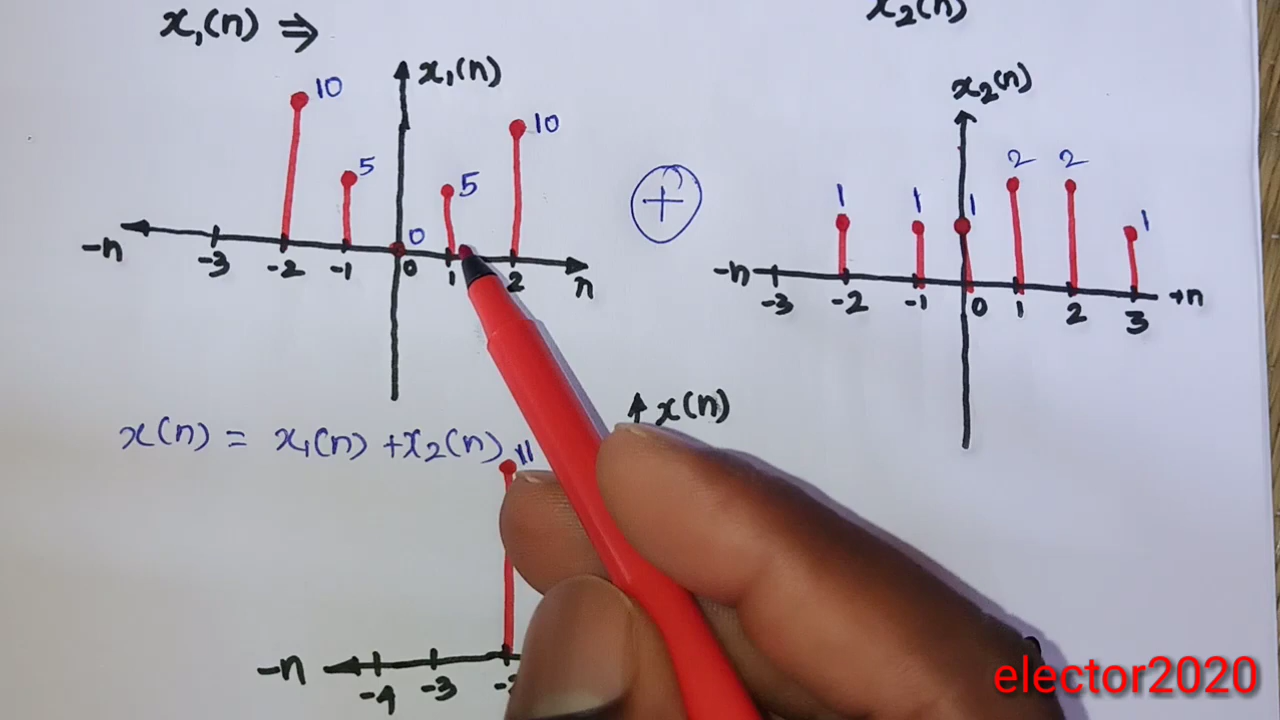 x₁(n) ⇒
x₂(n)
x₁(n)
10
5
0
5
10
-n
-3 -2 -1 0 1 2
n
+
x₂(n)
1 1 1 2 2 1
-n
-3 -2 -1 0 1 2 3
+n
x(n) = x₁(n) + x₂(n)
x(n)
11
-n
-4 -3
elector2020